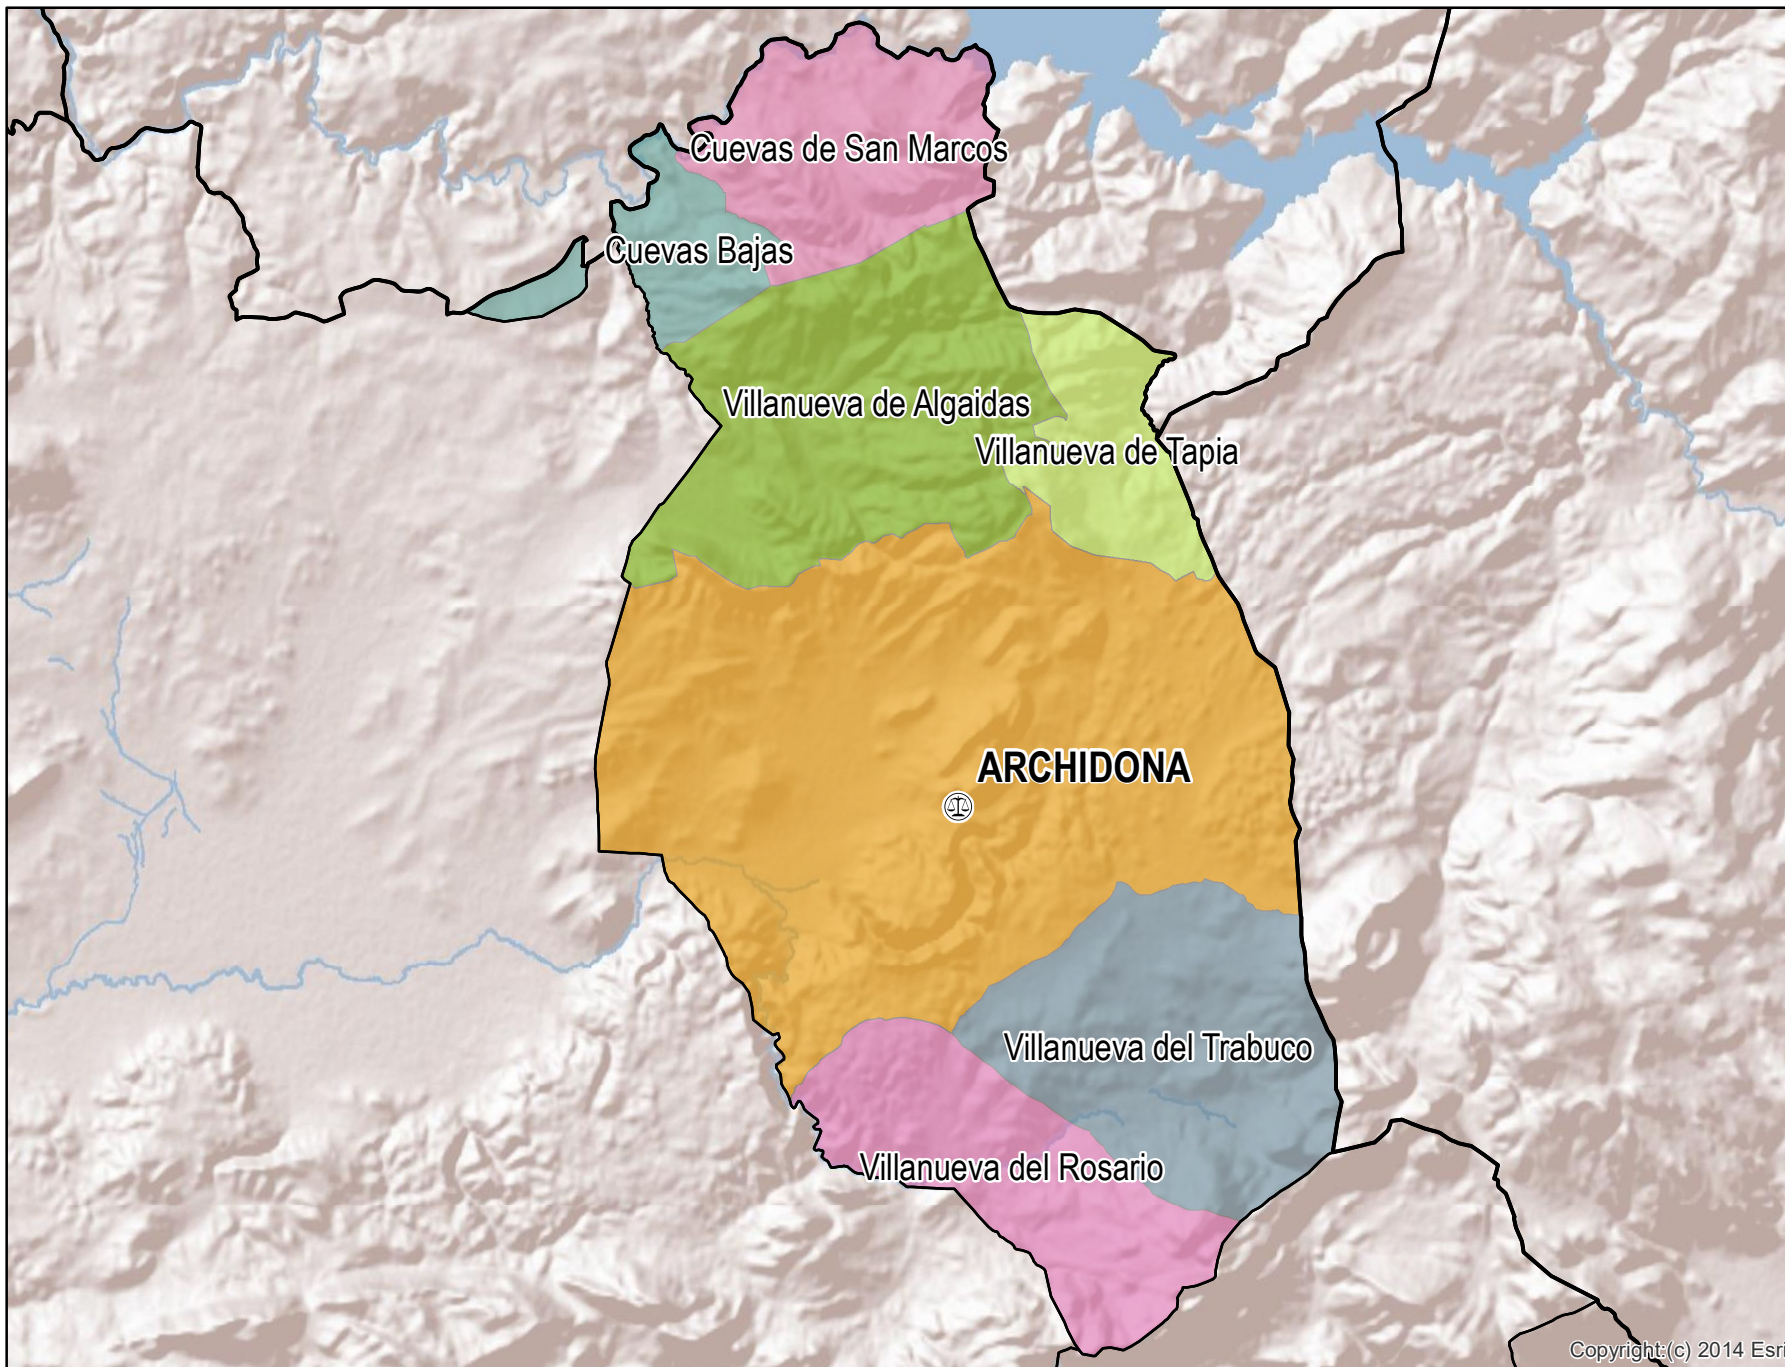 Cuevas de San Marcos
Cuevas Bajas
Villanueva de Algaidas
Villanueva de Tapia
ARCHIDONA
Villanueva del Trabuco
Villanueva del Rosario
Copyright:(c) 2014 Esri